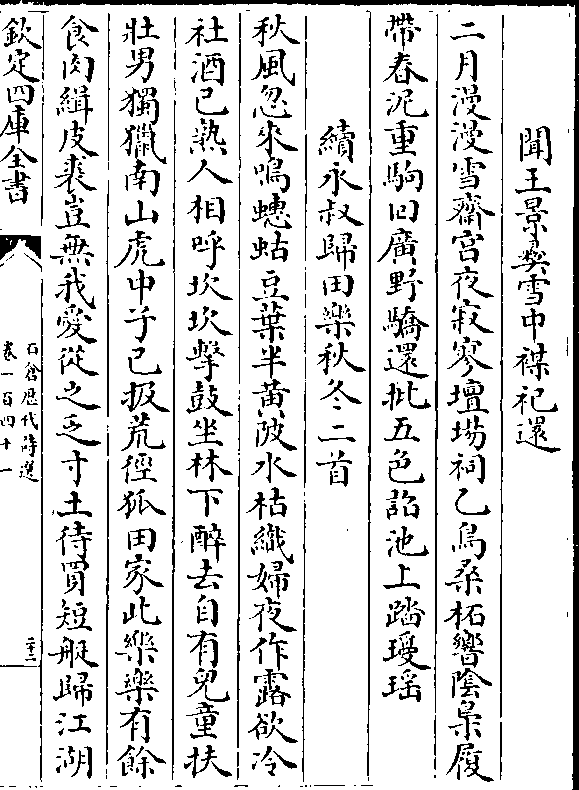 聞王景彞雪中禖祀還
二月漫漫雪齋宮夜寂寥壇場祠乙鳥桑柘響陰梟履
帶春泥重駒回廣野驕還批五色詔池上踏瓊瑶
續永叔歸田樂秋冬二首
秋風忽來鳴蟪蛄豆葉半黄陂水枯織婦夜作露欲冷
社酒已熟人相呼坎坎擊鼓坐林下醉去自有兒童扶
壯男獨獵南山虎中子已扱荒徑狐田家此樂樂有餘
食肉緝皮裘豈無我愛從之乏寸土待買短艇歸江湖
欽定四庫全書
石倉歴代詩選
卷一百四十一
二十二